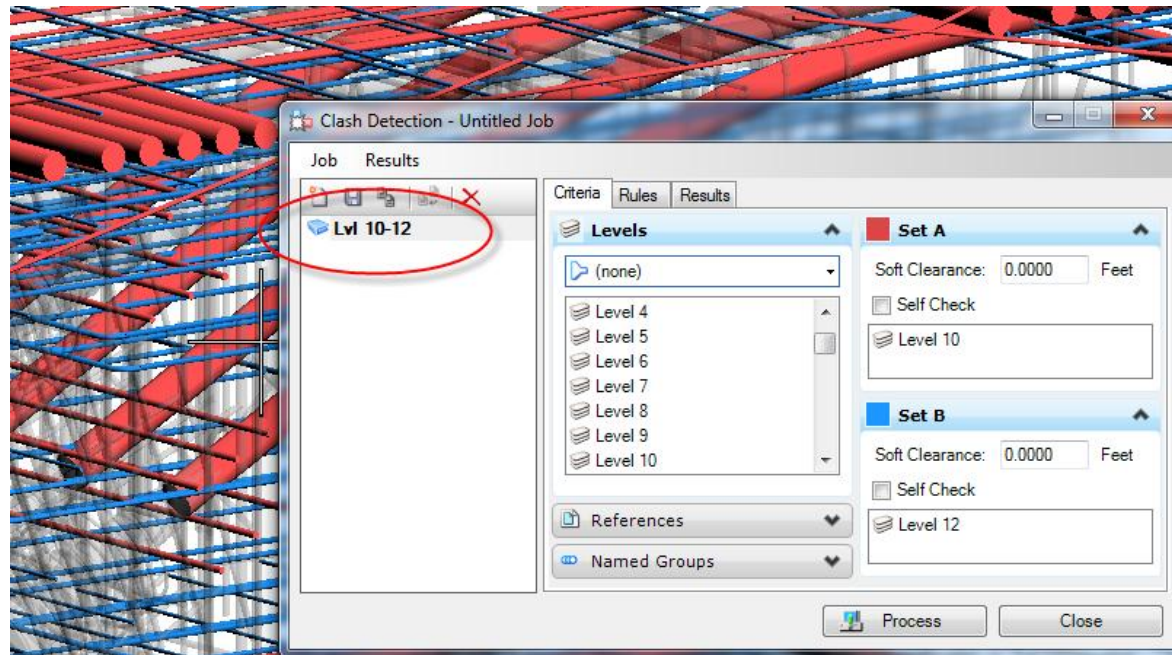 Clash Detection - Untitled Job
Job Results
Lvl 10-12
Criteria Rules Results
Levels
(none)
Level 4
Level 5
Level 6
Level 7
Level 8
Level 9
Level 10
References
Named Groups
Set A
Soft Clearance: 0.0000 Feet
Self Check
Level 10
Set B
Soft Clearance: 0.0000 Feet
Self Check
Level 12
Process Close